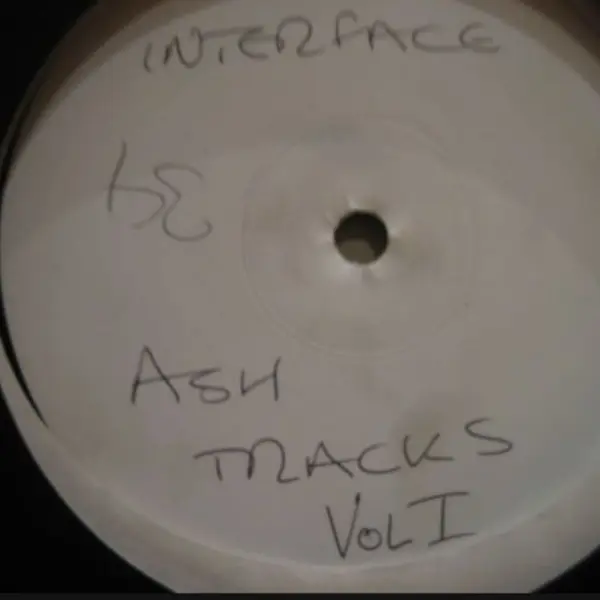 INTERFACE
ASH
TRACKS
VOL I